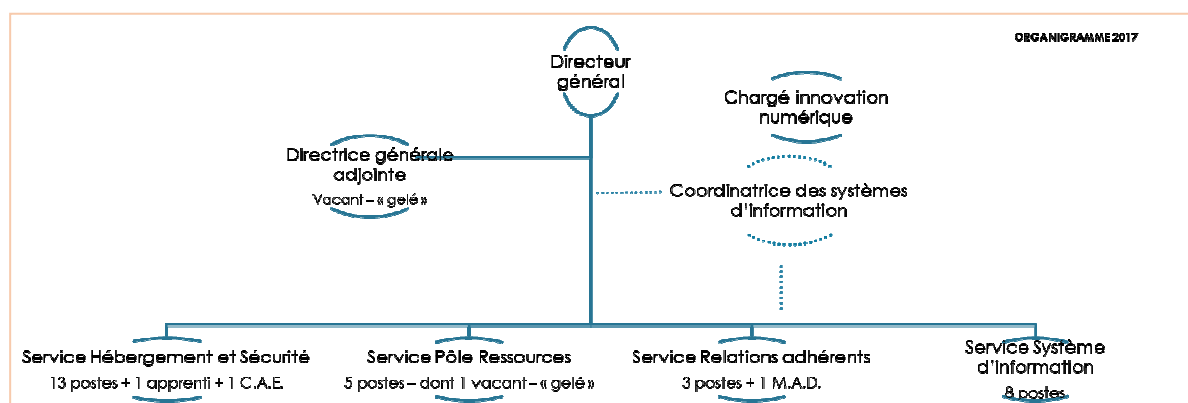 ORGANIGRAMME 2017
Directeur
général
Chargé innovation
numérique
Directrice générale
adjointe
Vacant – « gelé »
Coordinatrice des systèmes
d'information
Service Hébergement et Sécurité
13 postes + 1 apprenti + 1 C.A.E.
Service Pôle Ressources
5 postes – dont 1 vacant – « gelé »
Service Relations adhérents
3 postes + 1 M.A.D.
Service Système
d'information
8 postes